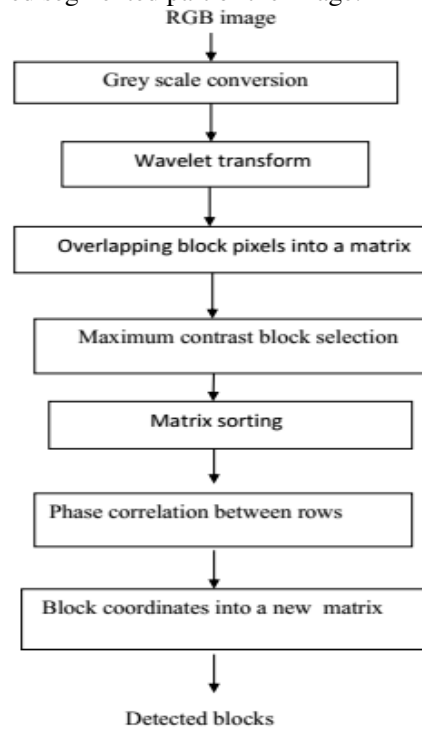 RGB image
Grey scale conversion
Wavelet transform
Overlapping block pixels into a matrix
Maximum contrast block selection
Matrix sorting
Phase correlation between rows
Block coordinates into a new matrix
Detected blocks